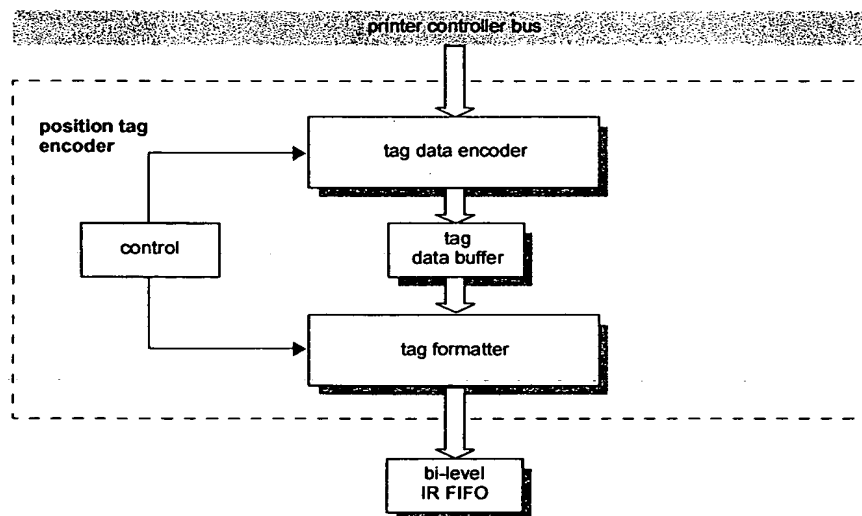 printer controller bus
position tag
encoder
tag data encoder
control
tag
data buffer
tag formatter
bi-level
IR FIFO